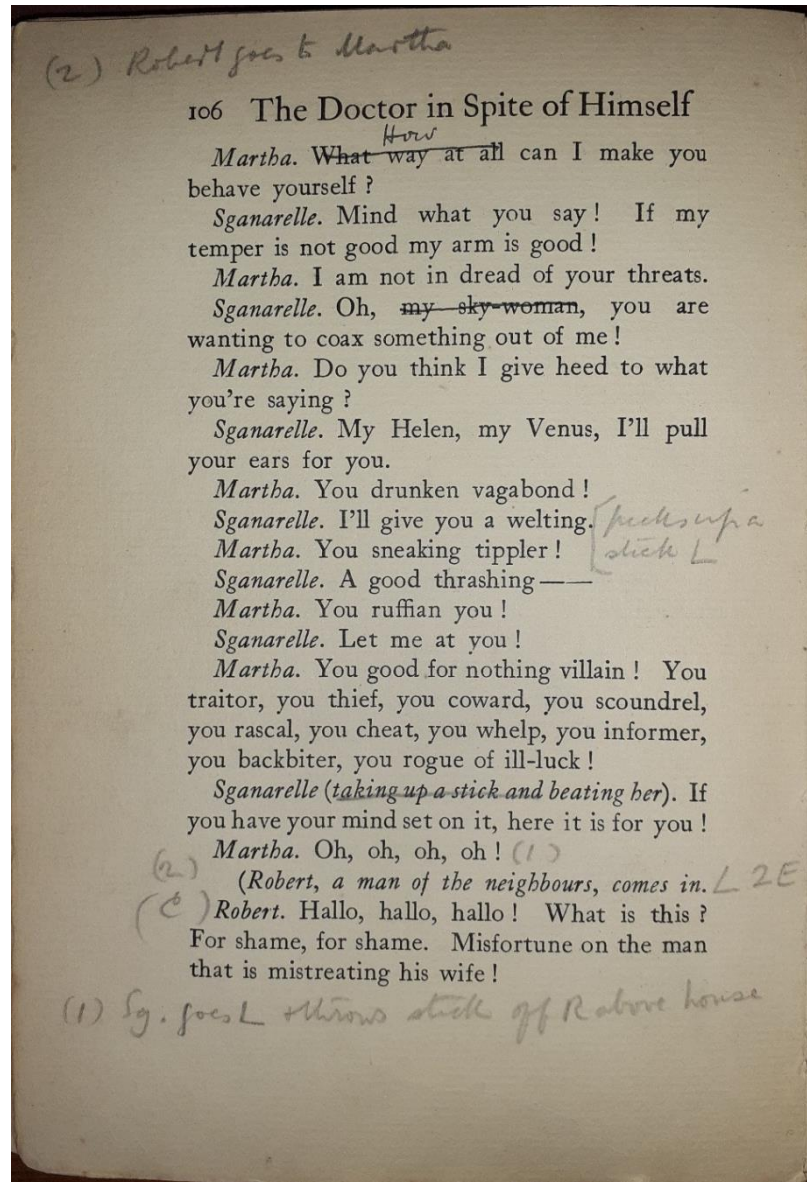 (2) Robert goes to Martha
106 The Doctor in Spite of Himself
How
Martha. What way at all can I make you
behave yourself ?
Sganarelle. Mind what you say ! If my
temper is not good my arm is good !
Martha. I am not in dread of your threats.
Sganarelle. Oh, my sky-woman, you are
wanting to coax something out of me !
Martha. Do you think I give heed to what
you're saying ?
Sganarelle. My Helen, my Venus, I'll pull
your ears for you.
Martha. You drunken vagabond !
Sganarelle. I'll give you a welting. picks up a
Martha. You sneaking tippler ! stick L
Sganarelle. A good thrashing——
Martha. You ruffian you !
Sganarelle. Let me at you !
Martha. You good for nothing villain ! You
traitor, you thief, you coward, you scoundrel,
you rascal, you cheat, you whelp, you informer,
you backbiter, you rogue of ill-luck !
Sganarelle (taking up a stick and beating her). If
you have your mind set on it, here it is for you !
Martha. Oh, oh, oh, oh ! (1)
(2) (Robert, a man of the neighbours, comes in. L 2E
(C) Robert. Hallo, hallo, hallo ! What is this ?
For shame, for shame. Misfortune on the man
that is mistreating his wife !
(1) Sg. goes L + throws stick off R above house